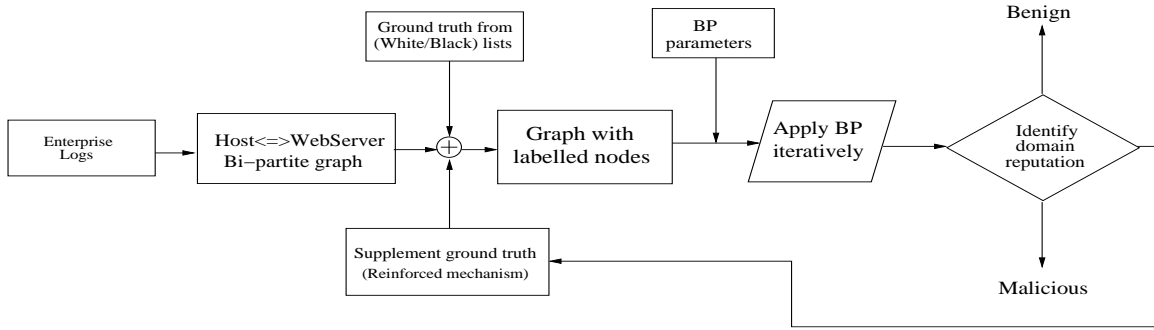 Ground truth from
(White/Black) lists
BP
parameters
Benign
Enterprise
Logs
Host<=>WebServer
Bi−partite graph
+
Graph with
labelled nodes
Apply BP
iteratively
Identify
domain
reputation
Supplement ground truth
(Reinforced mechanism)
Malicious